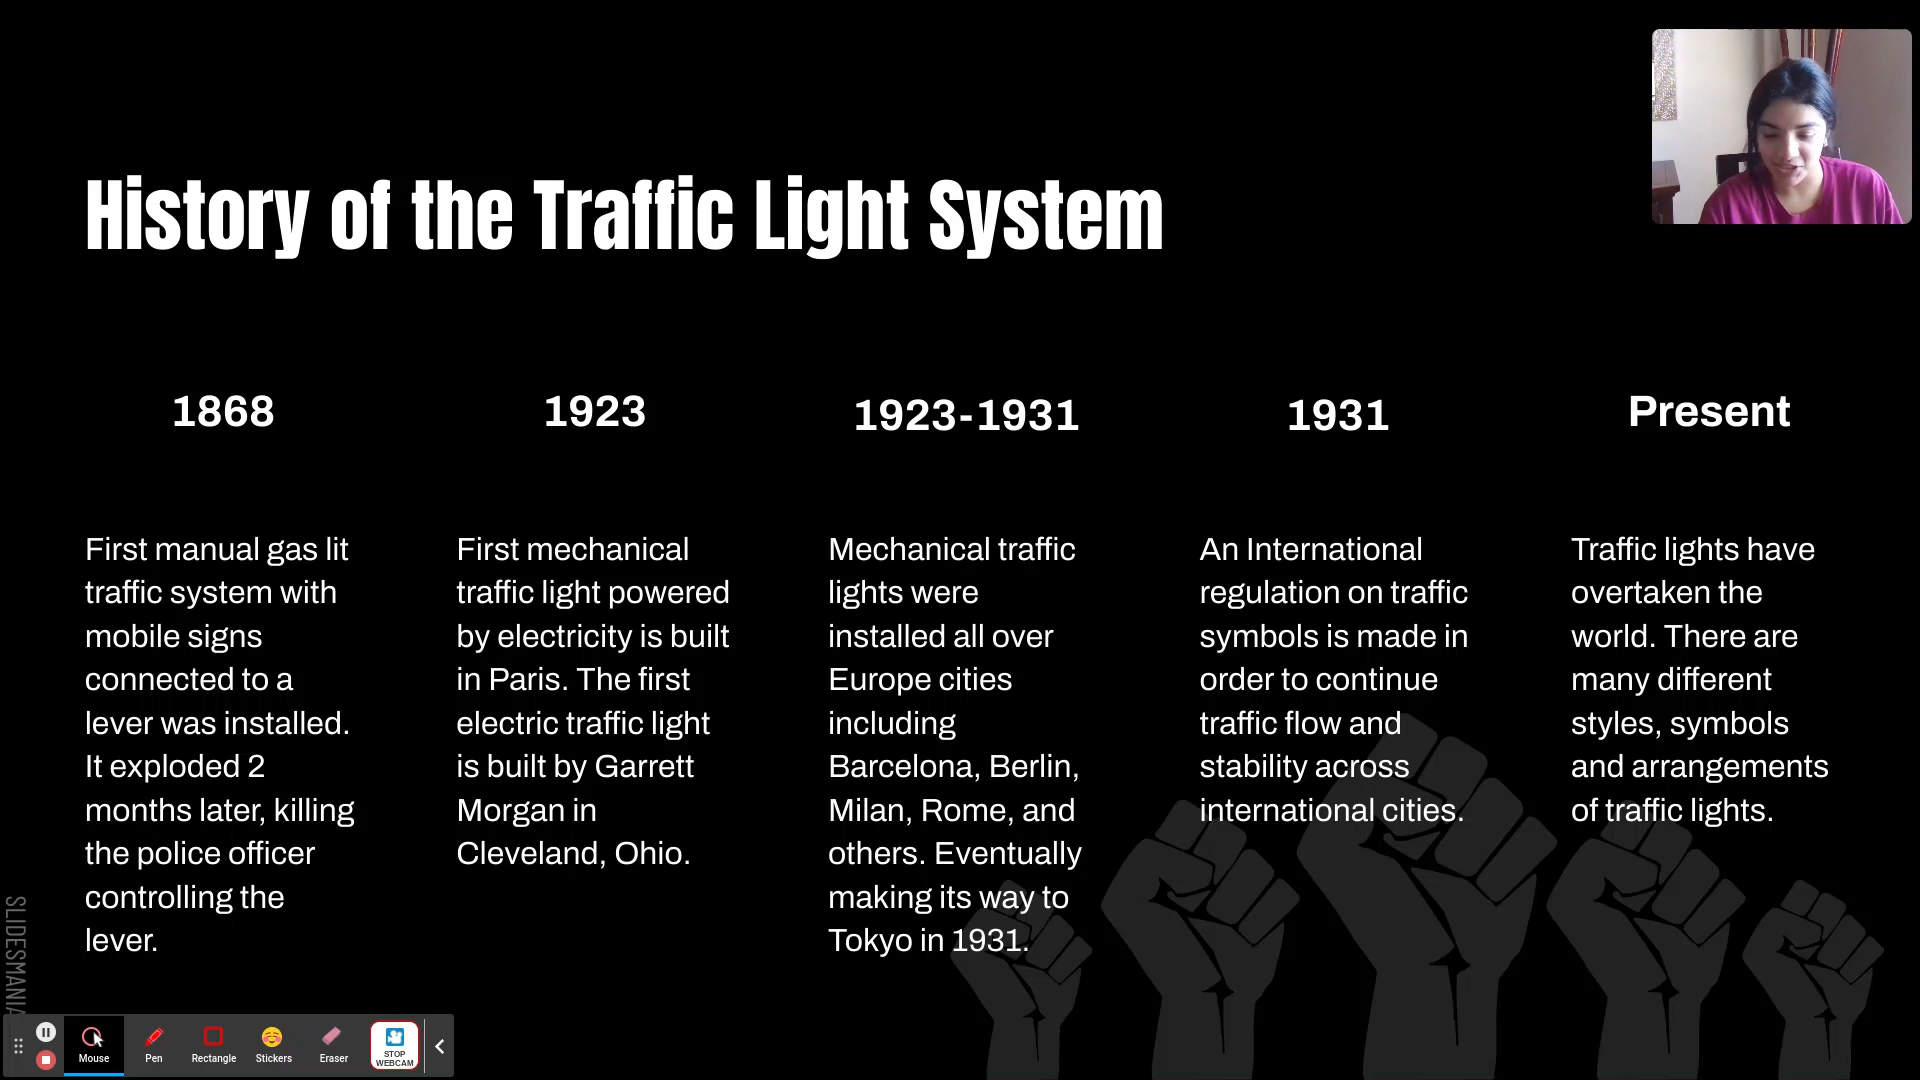 History of the Traffic Light System
1868
First manual gas lit
traffic system with
mobile signs
connected to a
lever was installed.
It exploded 2
months later, killing
the police officer
controlling the
lever.
1923
First mechanical
traffic light powered
by electricity is built
in Paris. The first
electric traffic light
is built by Garrett
Morgan in
Cleveland, Ohio.
1923-1931
Mechanical traffic
lights were
installed all over
Europe cities
including
Barcelona, Berlin,
Milan, Rome, and
others. Eventually
making its way to
Tokyo in 1931.
1931
An International
regulation on traffic
symbols is made in
order to continue
traffic flow and
stability across
international cities.
Present
Traffic lights have
overtaken the
world. There are
many different
styles, symbols
and arrangements
of traffic lights.
SLIDESMANIA
Mouse
Pen
Rectangle
Stickers
Eraser
STOP
WEBCAM